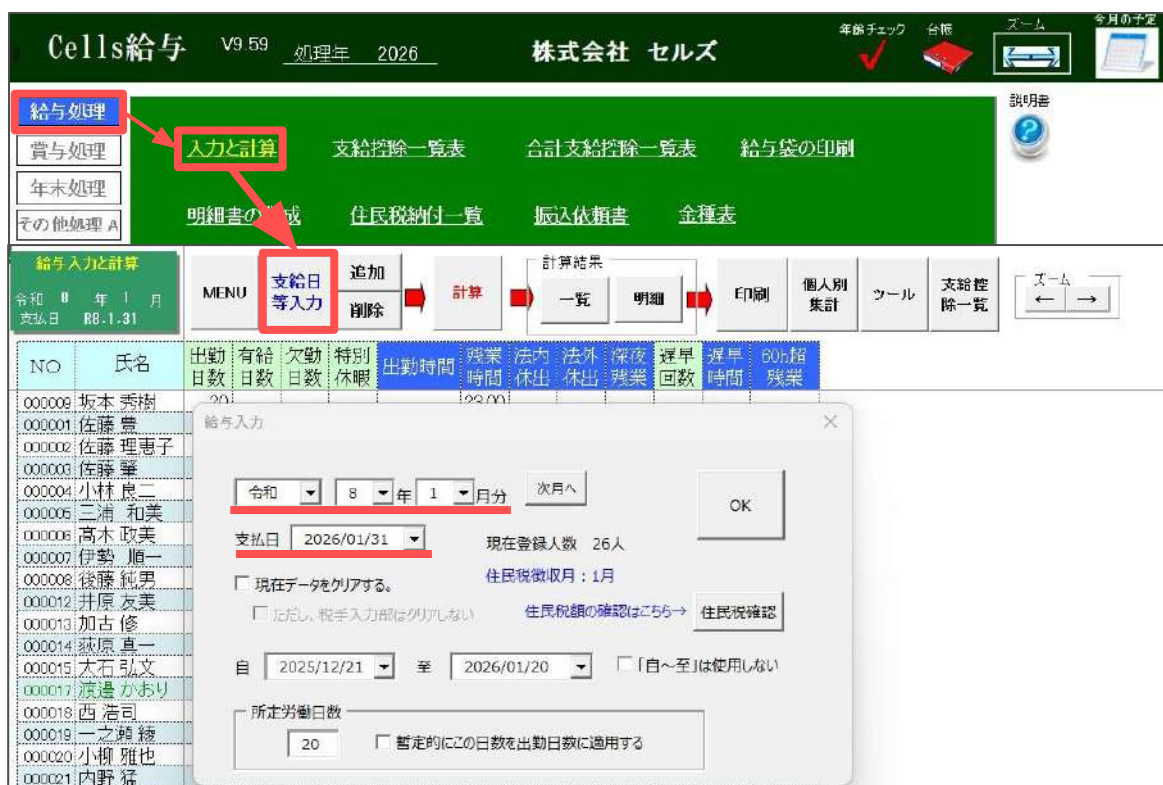 Cells給与 V9.59 処理年 2026 株式会社 セルズ
年齢チェック 台帳 ズーム 今月の予定
給与処理
賞与処理
年末処理
その他処理 A
入力と計算 支給控除一覧表 合計支給控除一覧表 給与袋の印刷
住民税納付一覧 振込依頼書 金種表
説明書
給与入力と計算
令和 8 年 1 月
支払日 R8.1.31
MENU
支給日
等入力
追加
削除
計算
計算結果
一覧 明細
印刷
個人別
集計
ツール
支給控
除一覧
ズーム
← →
NO 氏名
出勤
日数
有給
日数
欠勤
日数
特別
休暇
出勤時間
残業
時間
法内
休出
法外
休出
深夜
残業
遅早
回数
遅早
時間
60h超
残業
000009 坂本 秀樹 20 23.00
000001 佐藤 豊
000002 佐藤 理恵子
000003 佐藤 肇
000004 小林 良二
000005 三浦 和美
000006 高木 政美
000007 伊勢 順一
000008 後藤 純男
000012 井原 友美
000013 加古 修
000014 荻原 真一
000015 大石 弘文
000017 渡邉 かおり
000018 西 浩司
000019 一之瀬 綾
000020 小柳 雅也
000021 内野 猛
給与入力
令和 8 年 1 月分 次月へ
OK
支払日 2026/01/31
現在登録人数 26人
現在データをクリアする。
住民税徴収月：1月
ただし、税手入力部はクリアしない
住民税額の確認はこちら→ 住民税確認
自 2025/12/21 至 2026/01/20 「自～至」は使用しない
所定労働日数
20 暫定的にこの日数を出勤日数に適用する